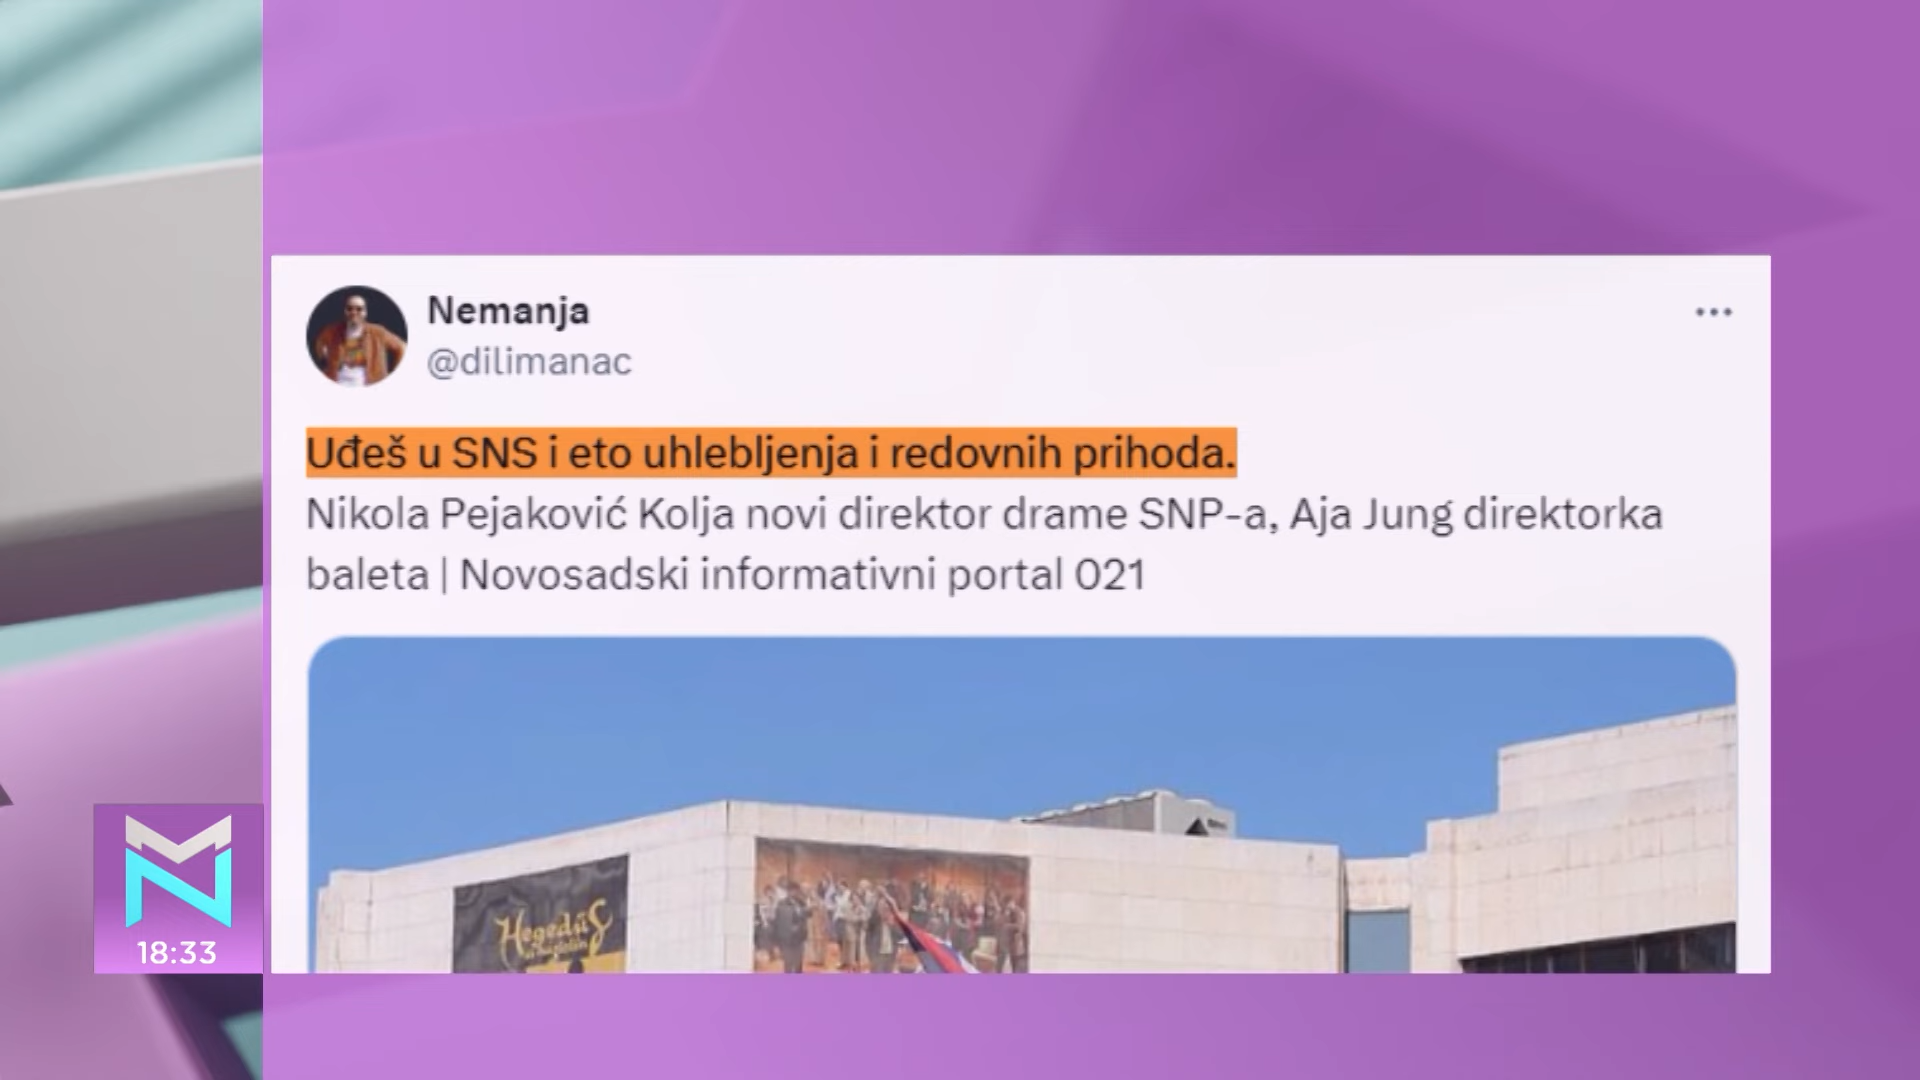 Nemanja
@dilimanac
Uđeš u SNS i eto uhlebljenja i redovnih prihoda.
Nikola Pejaković Kolja novi direktor drame SNP-a, Aja Jung direktorka
baleta | Novosadski informativni portal 021
Hegedűs
18:33